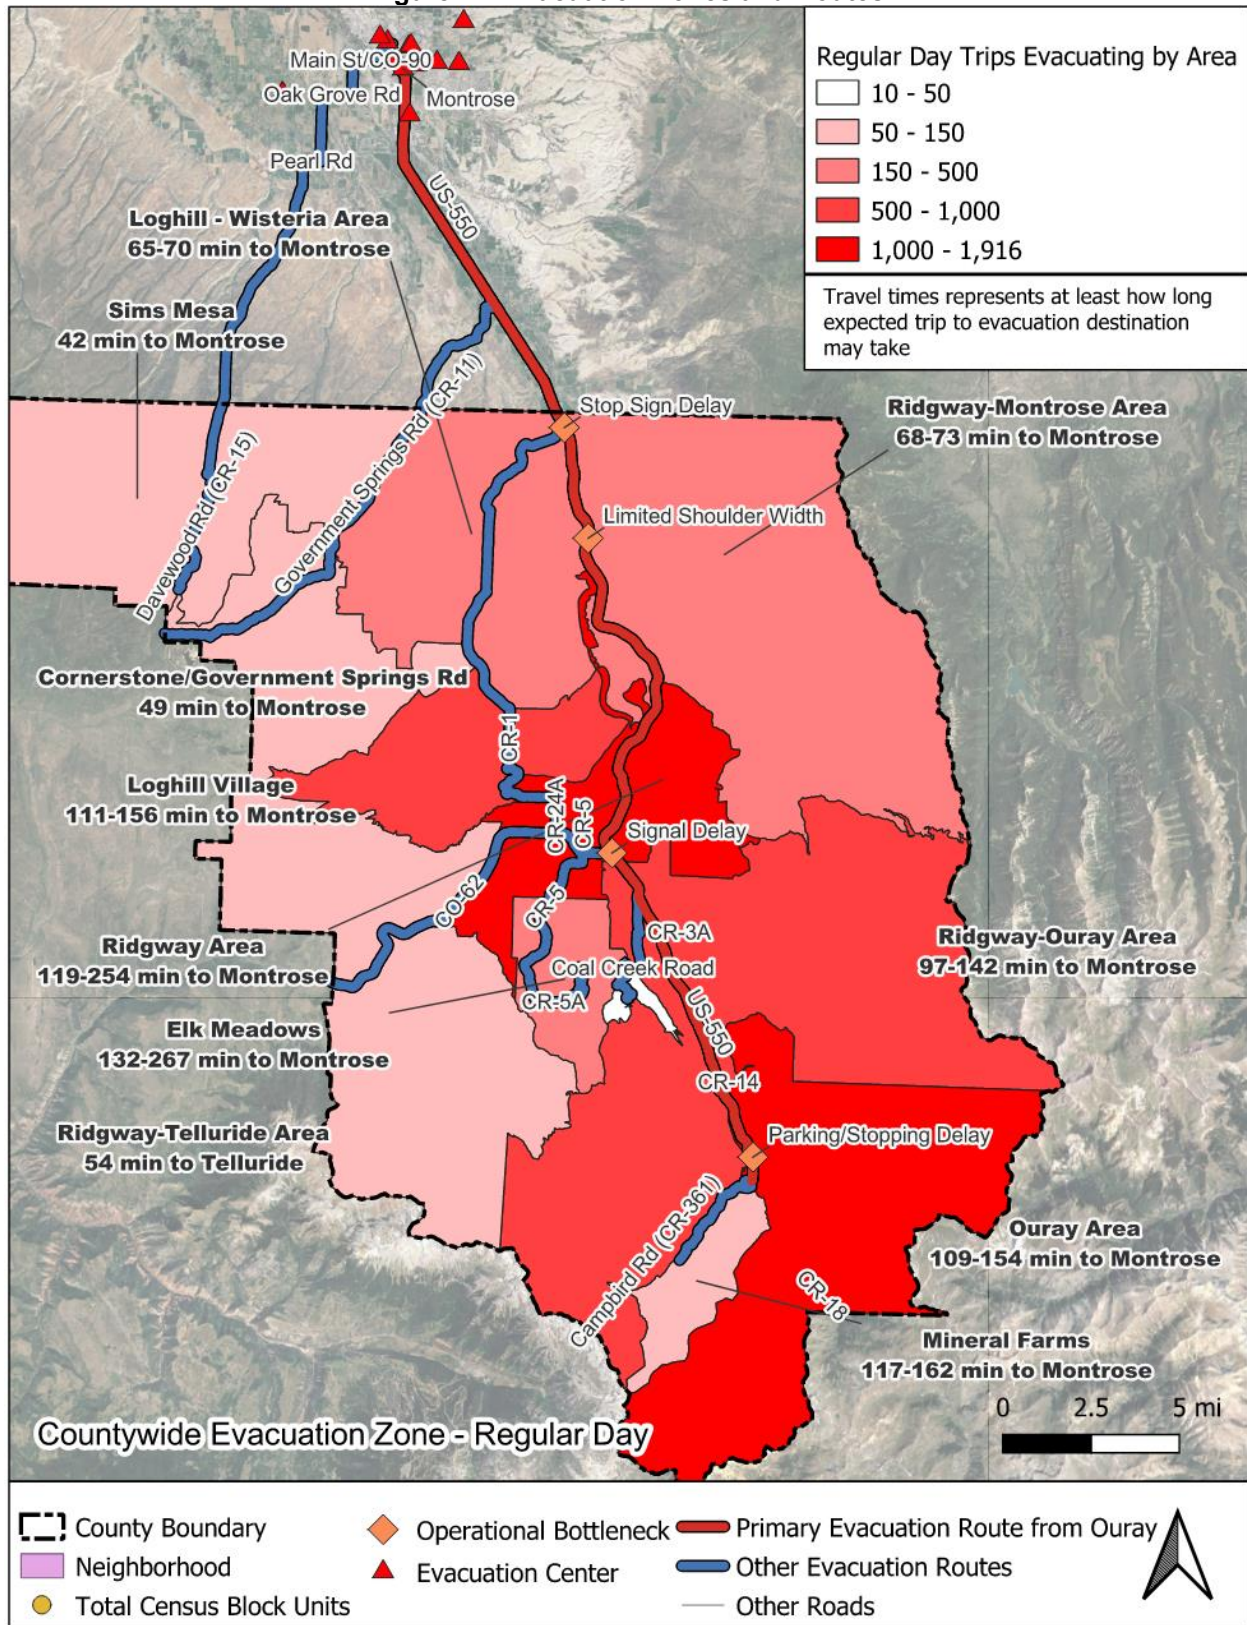 Regular Day Trips Evacuating by Area
10 - 50
50 - 150
150 - 500
500 - 1,000
1,000 - 1,916
Travel times represents at least how long
expected trip to evacuation destination
may take
Main St/CO-90
Oak Grove Rd
Montrose
Pearl Rd
US-550
Loghill - Wisteria Area
65-70 min to Montrose
Sims Mesa
42 min to Montrose
Stop Sign Delay
Ridgway-Montrose Area
68-73 min to Montrose
Davewood Rd (CR-15)
Government Springs Rd (CR-11)
Limited Shoulder Width
Cornerstone/Government Springs Rd
49 min to Montrose
CR-1
Loghill Village
111-156 min to Montrose
CR-24A
CR-5
Signal Delay
CO-62
CR-5
CR-3A
Ridgway Area
119-254 min to Montrose
Ridgway-Ouray Area
97-142 min to Montrose
Coal Creek Road
CR-5A
US-550
Elk Meadows
132-267 min to Montrose
CR-14
Ridgway-Telluride Area
54 min to Telluride
Parking/Stopping Delay
Campbird Rd (CR-361)
Ouray Area
109-154 min to Montrose
CR-18
Mineral Farms
117-162 min to Montrose
0 2.5 5 mi
Countywide Evacuation Zone - Regular Day
County Boundary
Neighborhood
Total Census Block Units
Operational Bottleneck
Evacuation Center
Primary Evacuation Route from Ouray
Other Evacuation Routes
Other Roads